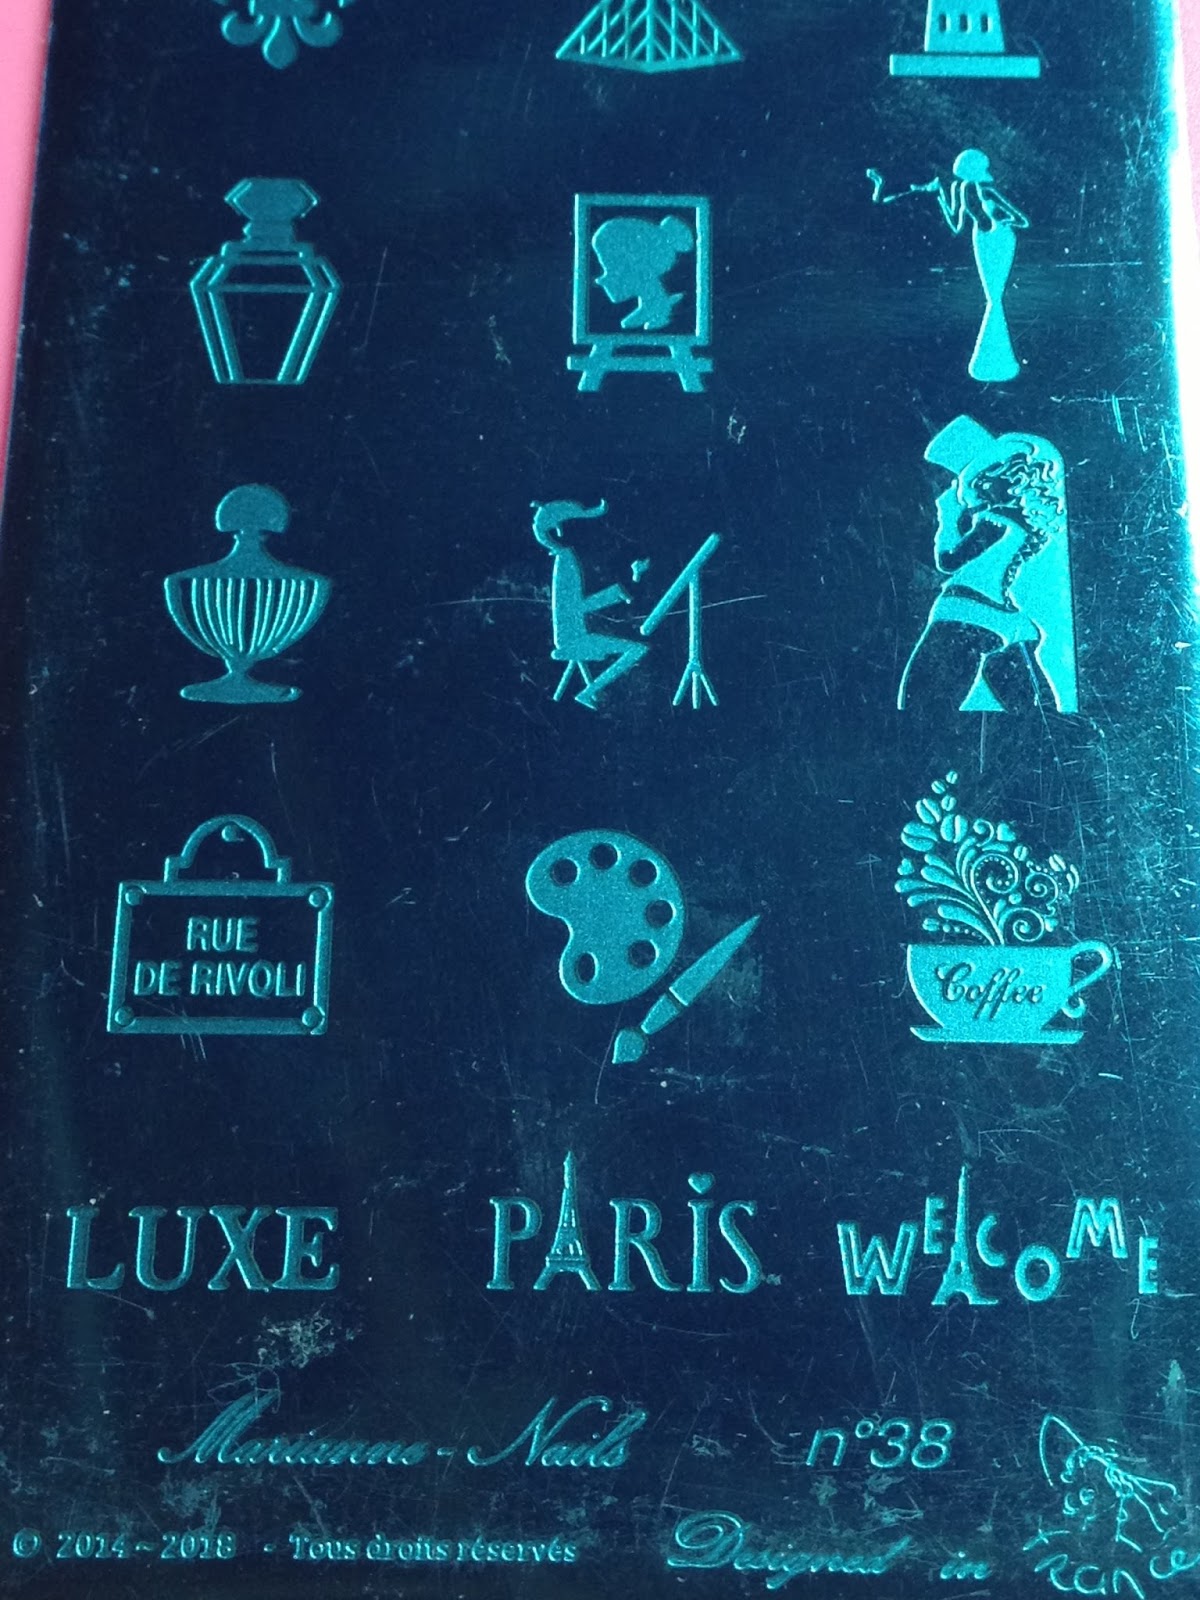 RUE
DE RIVOLI
Coffee
LUXE
PARIS
WELCOME
Marianne-Nails n°38
© 2014 ~ 2018 - Tous droits réservés
Designed in France